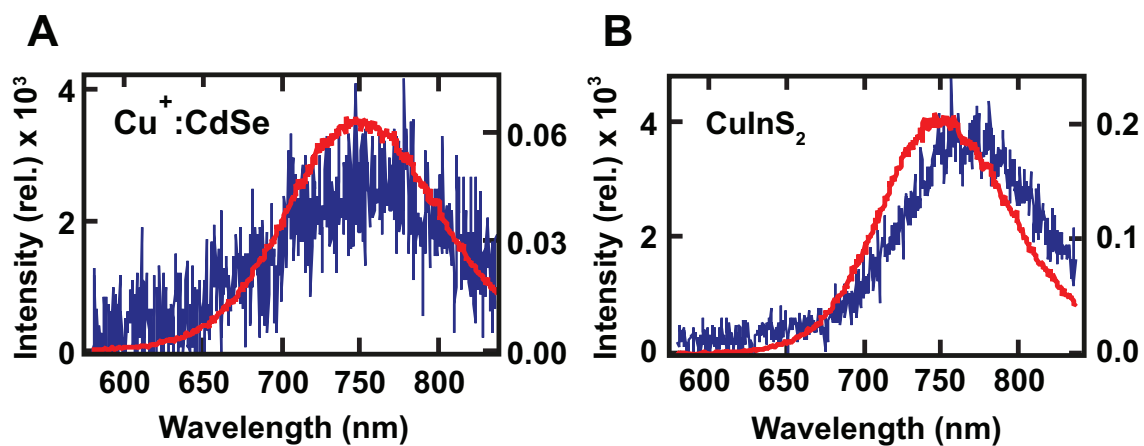 A
Intensity (rel.) x 10³
4
2
0
Cu⁺:CdSe
0.06
0.03
0.00
600 650 700 750 800
Wavelength (nm)
B
Intensity (rel.) x 10³
4
2
0
CuInS₂
0.2
0.1
0.0
600 650 700 750 800
Wavelength (nm)